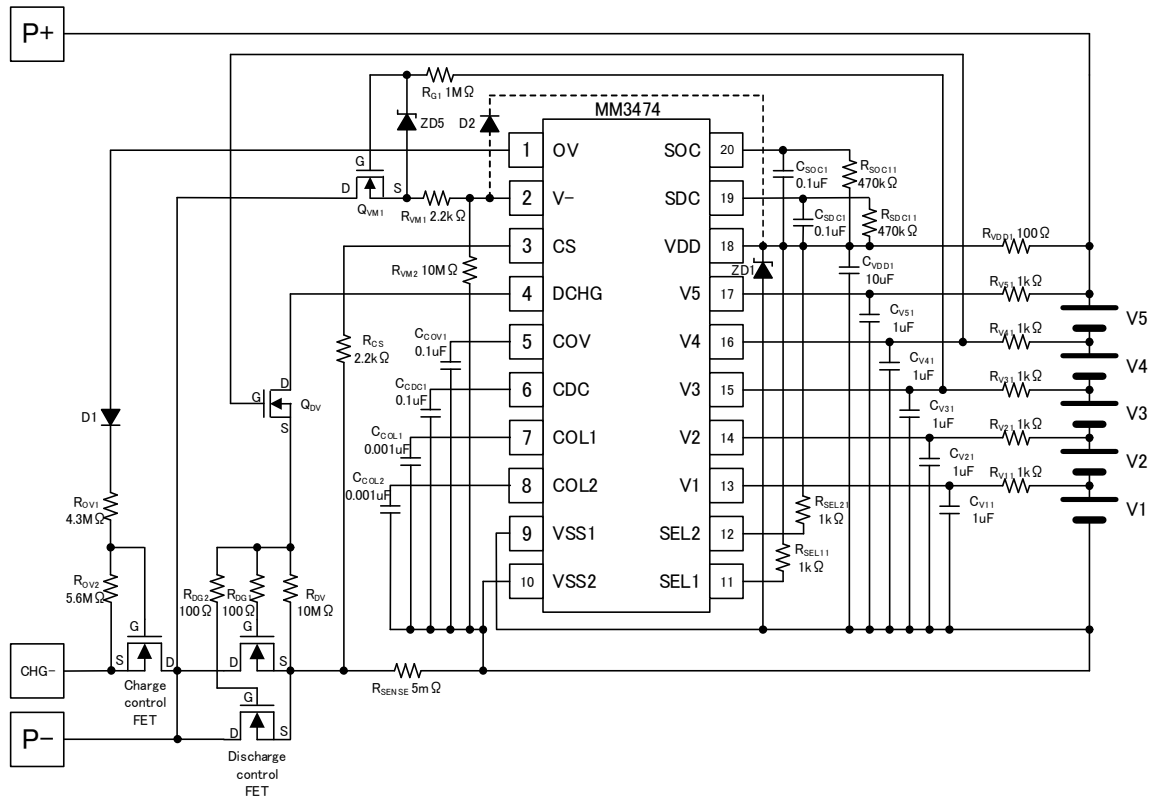 P+
MM3474
1 OV
2 V-
3 CS
4 DCHG
5 COV
6 CDC
7 COL1
8 COL2
9 VSS1
10 VSS2
SOC 20
SDC 19
VDD 18
V5 17
V4 16
V3 15
V2 14
V1 13
SEL2 12
SEL1 11
RG1 1MΩ
ZD5
D2
G
D
S
QVM1
RVM1 2.2kΩ
RVM2 10MΩ
RCS
2.2kΩ
CCOV1
0.1uF
CCDC1
0.1uF
CCOL1
0.001uF
CCOL2
0.001uF
D
G
QDV
S
D1
ROV1
4.3MΩ
ROV2
5.6MΩ
RDG2
100Ω
RDG1
100Ω
RDV
10MΩ
CSOC1
0.1uF
RSOC11
470kΩ
CSDC1
0.1uF
RSDC11
470kΩ
ZD1
CVDD1
10uF
RVDD1 100Ω
RV51 1kΩ
CV51
1uF
RV41 1kΩ
CV41
1uF
RV31 1kΩ
CV31
1uF
RV21 1kΩ
CV21
1uF
RV11 1kΩ
CV11
1uF
RSEL21
1kΩ
RSEL11
1kΩ
V5
V4
V3
V2
V1
CHG-
G
S
D
Charge
control
FET
G
D
S
G
D
S
Discharge
control
FET
RSENSE 5mΩ
P-